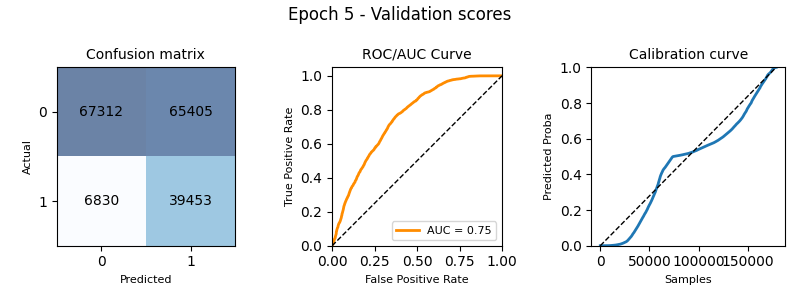 Epoch 5 - Validation scores
Confusion matrix
0
1
Actual
67312 65405
6830 39453
0 1
Predicted
ROC/AUC Curve
True Positive Rate
1.0
0.8
0.6
0.4
0.2
0.0
AUC = 0.75
0.00 0.25 0.50 0.75 1.00
False Positive Rate
Calibration curve
Predicted Proba
1.0
0.8
0.6
0.4
0.2
0.0
0 50000 100000 150000
Samples